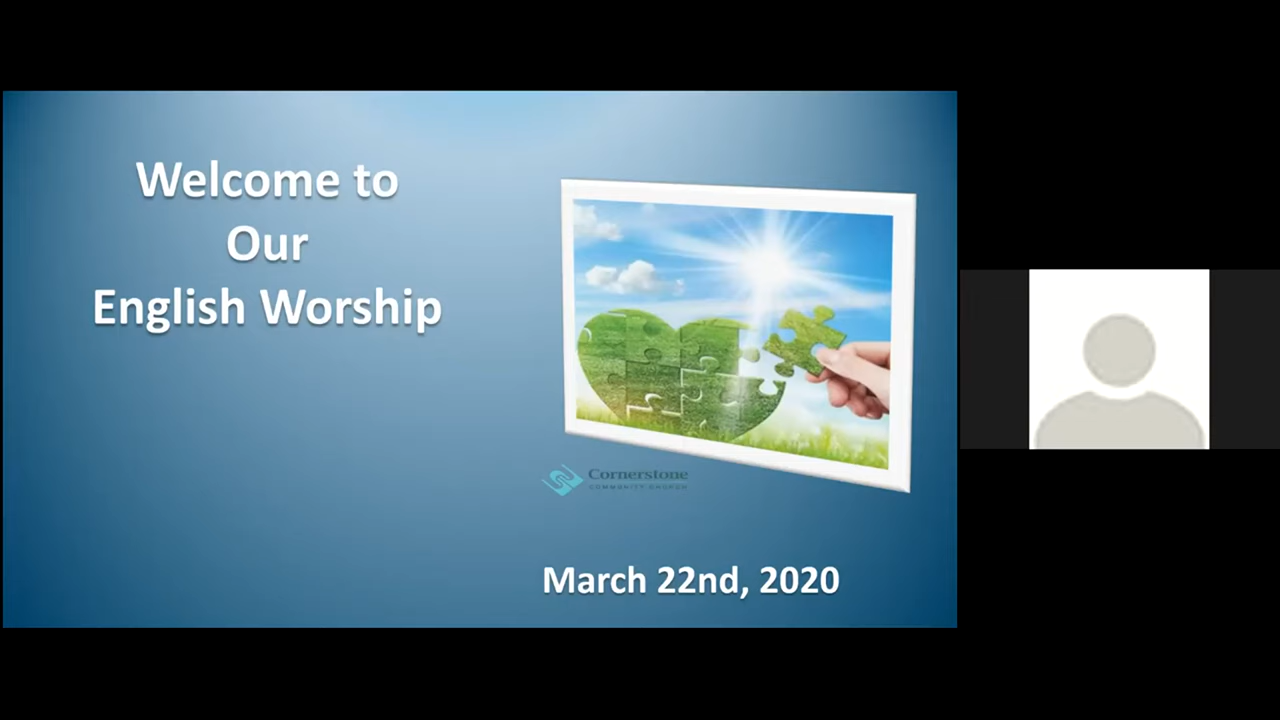 Welcome to
Our
English Worship
Cornerstone
COMMUNITY CHURCH
March 22nd, 2020